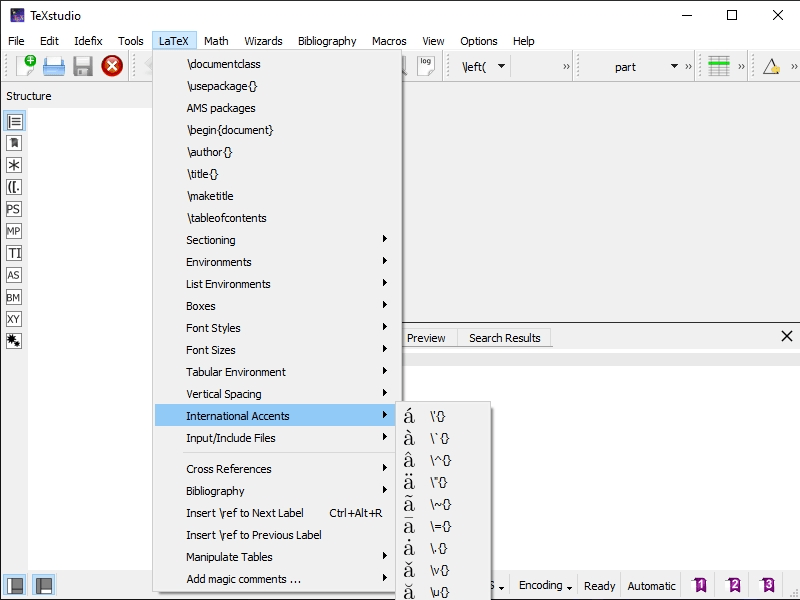 TeXstudio
File Edit Idefix Tools LaTeX Math Wizards Bibliography Macros View Options Help
log \left( part
Structure
\documentclass
\usepackage{}
AMS packages
\begin{document}
\author{}
\title{}
\maketitle
\tableofcontents
Sectioning
Environments
List Environments
Boxes
Font Styles
Font Sizes
Tabular Environment
Vertical Spacing
International Accents
Input/Include Files
Cross References
Bibliography
Insert \ref to Next Label Ctrl+Alt+R
Insert \ref to Previous Label
Manipulate Tables
Add magic comments ...
PS
MP
TI
AS
BM
XY
Preview Search Results
á \'{}
à \`{}
â \^{}
ä \"{}
ã \~{}
ā \={}
ȧ \.{}
ǎ \v{}
ă \u{}
Encoding Ready Automatic 1 2 3